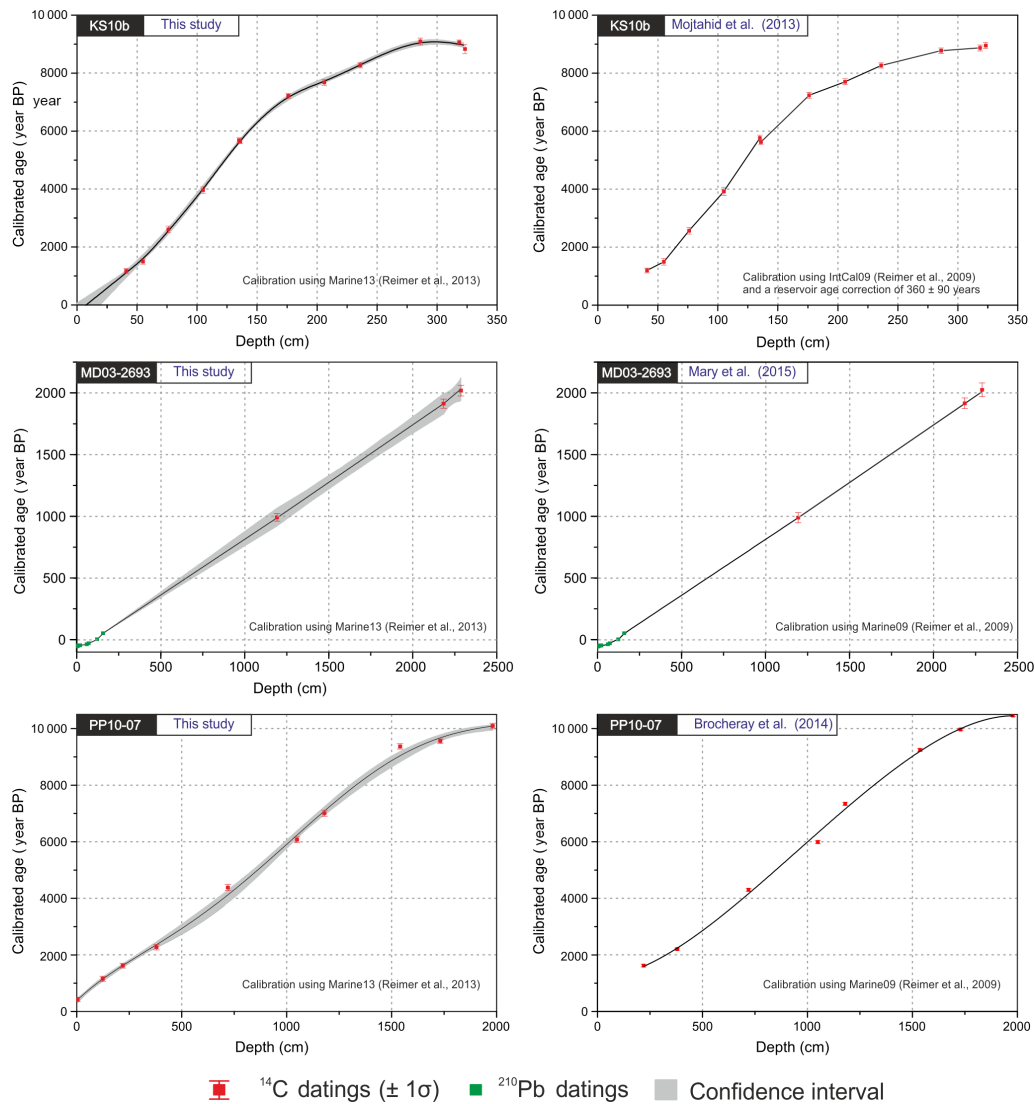 KS10b This study
10 000
8000
year
6000
4000
2000
0
Calibrated age ( year BP)
Calibration using Marine13 (Reimer et al., 2013)
0 50 100 150 200 250 300 350
Depth (cm)
KS10b Mojtahid et al. (2013)
10 000
8000
6000
4000
2000
0
Calibrated age ( year BP)
Calibration using IntCal09 (Reimer et al., 2009)
and a reservoir age correction of 360 ± 90 years
0 50 100 150 200 250 300 350
Depth (cm)
MD03-2693 This study
2000
1500
1000
500
0
Calibrated age ( year BP)
Calibration using Marine13 (Reimer et al., 2013)
0 500 1000 1500 2000 2500
Depth (cm)
MD03-2693 Mary et al. (2015)
2000
1500
1000
500
0
Calibrated age ( year BP)
Calibration using Marine09 (Reimer et al., 2009)
0 500 1000 1500 2000 2500
Depth (cm)
PP10-07 This study
10 000
8000
6000
4000
2000
0
Calibrated age ( year BP)
Calibration using Marine13 (Reimer et al., 2013)
0 500 1000 1500 2000
Depth (cm)
PP10-07 Brocheray et al. (2014)
10 000
8000
6000
4000
2000
0
Calibrated age ( year BP)
Calibration using Marine09 (Reimer et al., 2009)
0 500 1000 1500 2000
Depth (cm)
¹⁴C datings (± 1σ) ²¹⁰Pb datings Confidence interval